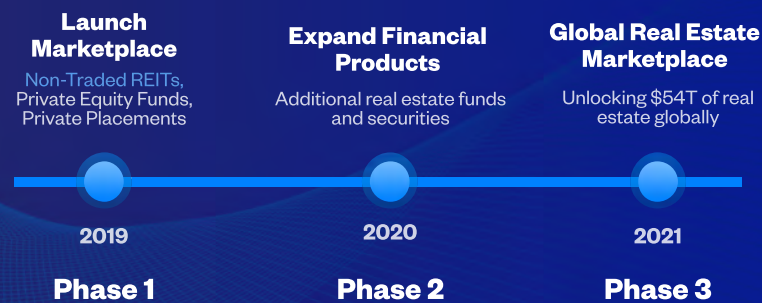 Launch
Marketplace
Non-Traded REITs,
Private Equity Funds,
Private Placements
2019
Phase 1
Expand Financial
Products
Additional real estate funds
and securities
2020
Phase 2
Global Real Estate
Marketplace
Unlocking $54T of real
estate globally
2021
Phase 3